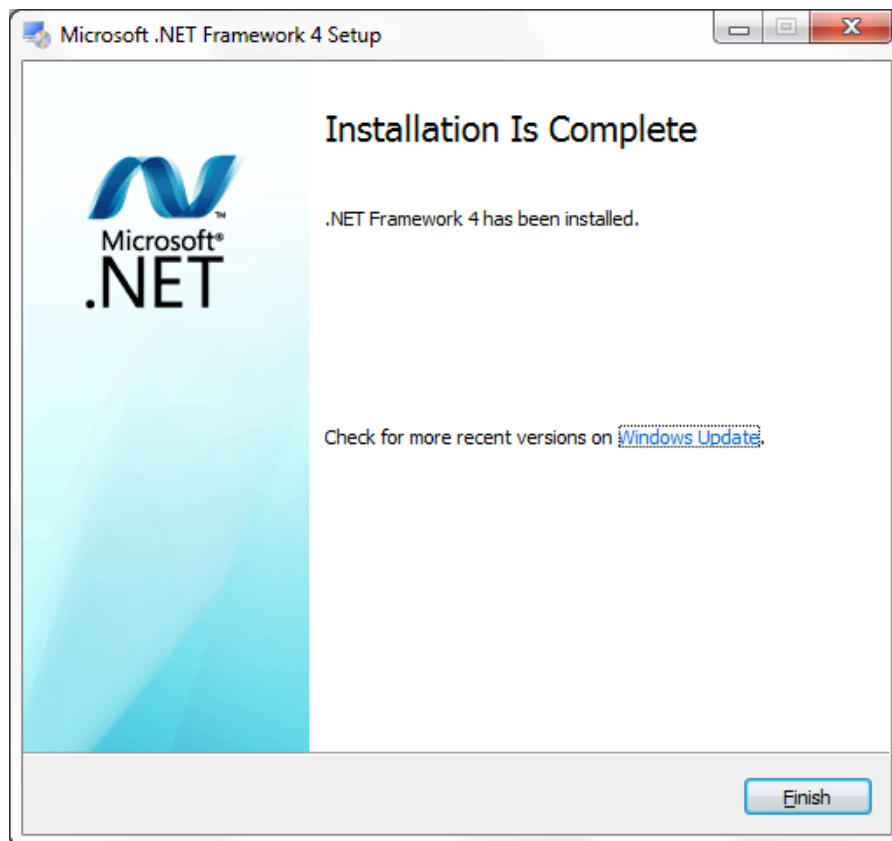 Microsoft .NET Framework 4 Setup
Installation Is Complete
Microsoft®
.NET
™
.NET Framework 4 has been installed.
Check for more recent versions on Windows Update.
Finish